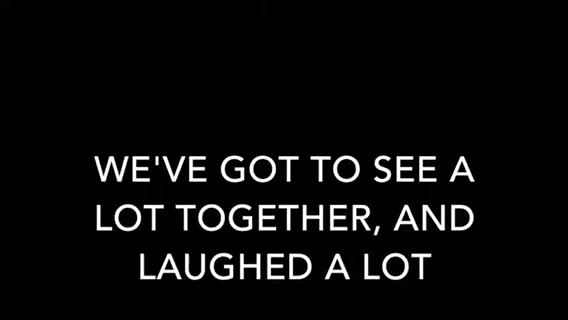 WE'VE GOT TO SEE A
LOT TOGETHER, AND
LAUGHED A LOT